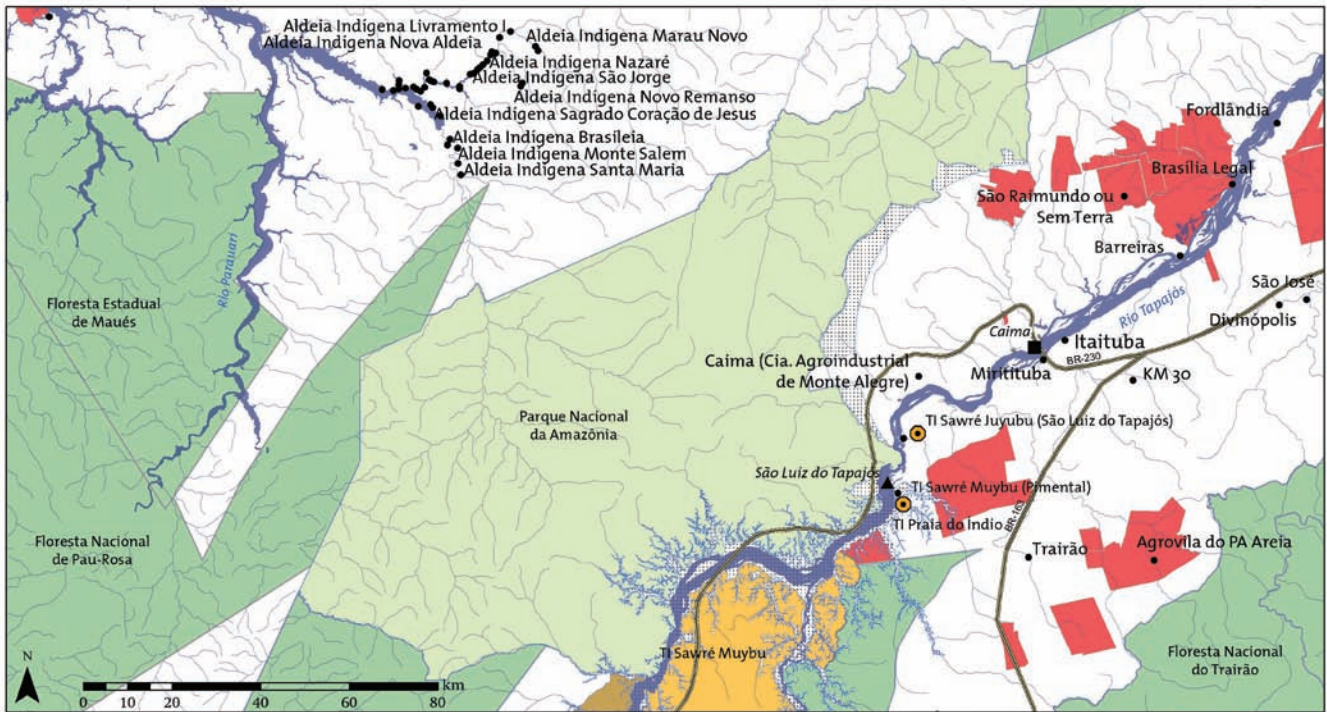 Aldeia Indígena Livramento I
Aldeia Indígena Nova Aldeia
Aldeia Indígena Marau Novo
Aldeia Indígena Nazaré
Aldeia Indígena São Jorge
Aldeia Indígena Novo Remanso
Aldeia Indígena Sagrado Coração de Jesus
Aldeia Indígena Brasileia
Aldeia Indígena Monte Salem
Aldeia Indígena Santa Maria
Fordlândia
Brasília Legal
São Raimundo ou
Sem Terra
Barreiras
São José
Divinópolis
Rio Tapajós
Rio Parauari
Floresta Estadual
de Maués
Caima
Itaituba
BR-230
Miritituba
KM 30
Caima (Cia. Agroindustrial
de Monte Alegre)
Parque Nacional
da Amazônia
TI Sawré Juyubu (São Luiz do Tapajós)
São Luiz do Tapajós
TI Sawré Muybu (Pimental)
TI Praia do Índio
BR-163
Floresta Nacional
de Pau-Rosa
Trairão
Agrovila do PA Areia
TI Sawré Muybu
Floresta Nacional
do Trairão
N
km
0 10 20 40 60 80